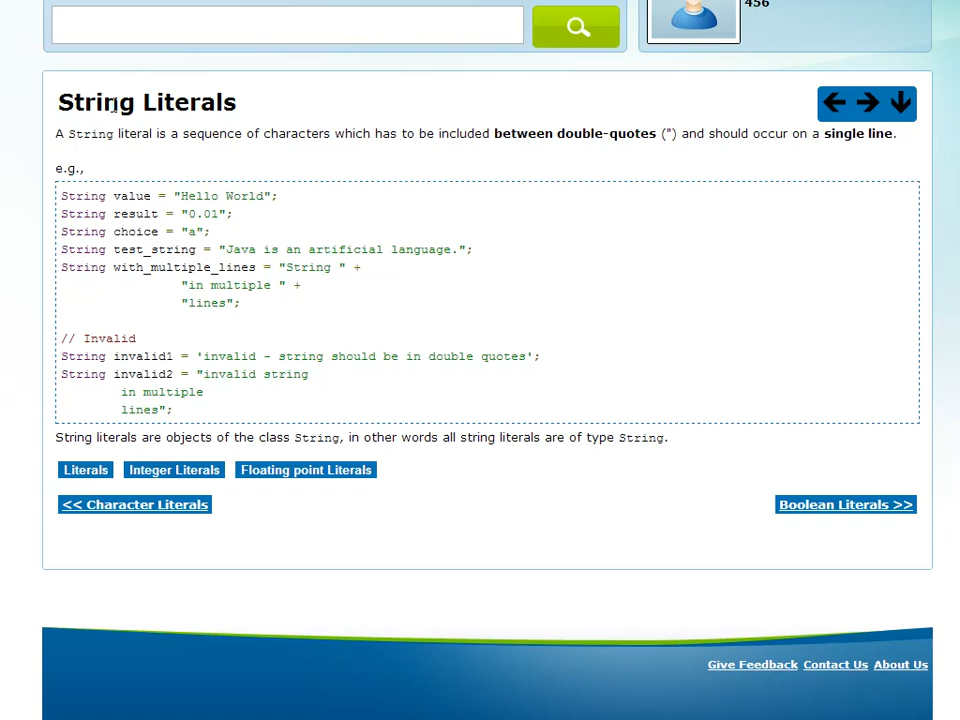 456
String Literals
A String literal is a sequence of characters which has to be included between double-quotes (") and should occur on a single line.
e.g.,
String value = "Hello World";
String result = "0.01";
String choice = "a";
String test_string = "Java is an artificial language.";
String with_multiple_lines = "String " +
"in multiple " +
"lines";
// Invalid
String invalid1 = 'invalid - string should be in double quotes';
String invalid2 = "invalid string
in multiple
lines";
String literals are objects of the class String, in other words all string literals are of type String.
Literals Integer Literals Floating point Literals
<< Character Literals Boolean Literals >>
Give Feedback Contact Us About Us